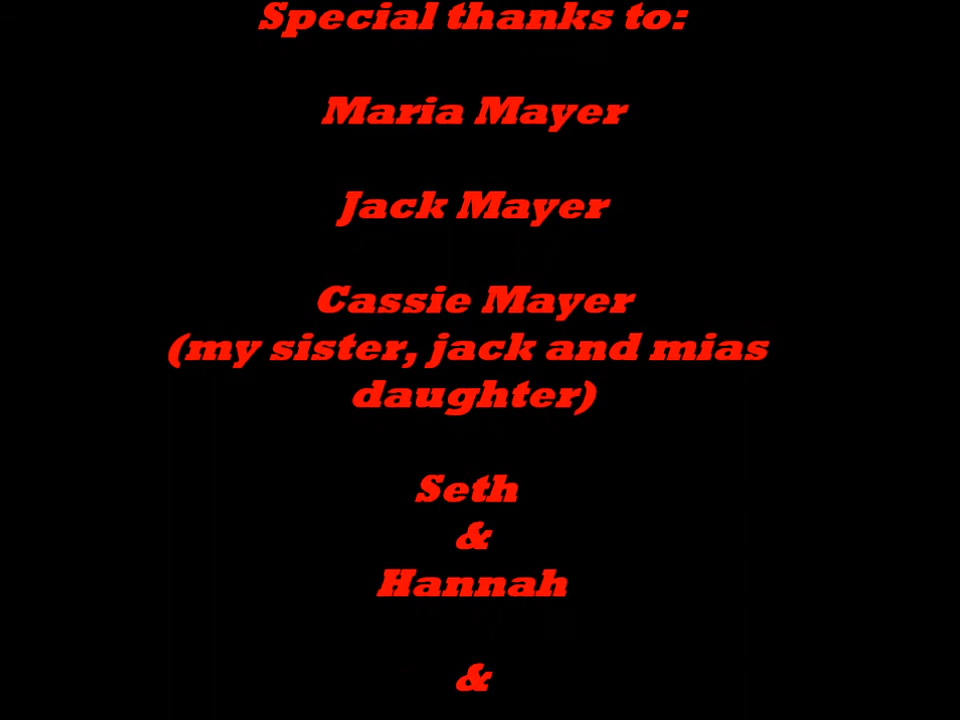 Special thanks to:
Maria Mayer
Jack Mayer
Cassie Mayer
(my sister, jack and mias
daughter)
Seth
&
Hannah
&